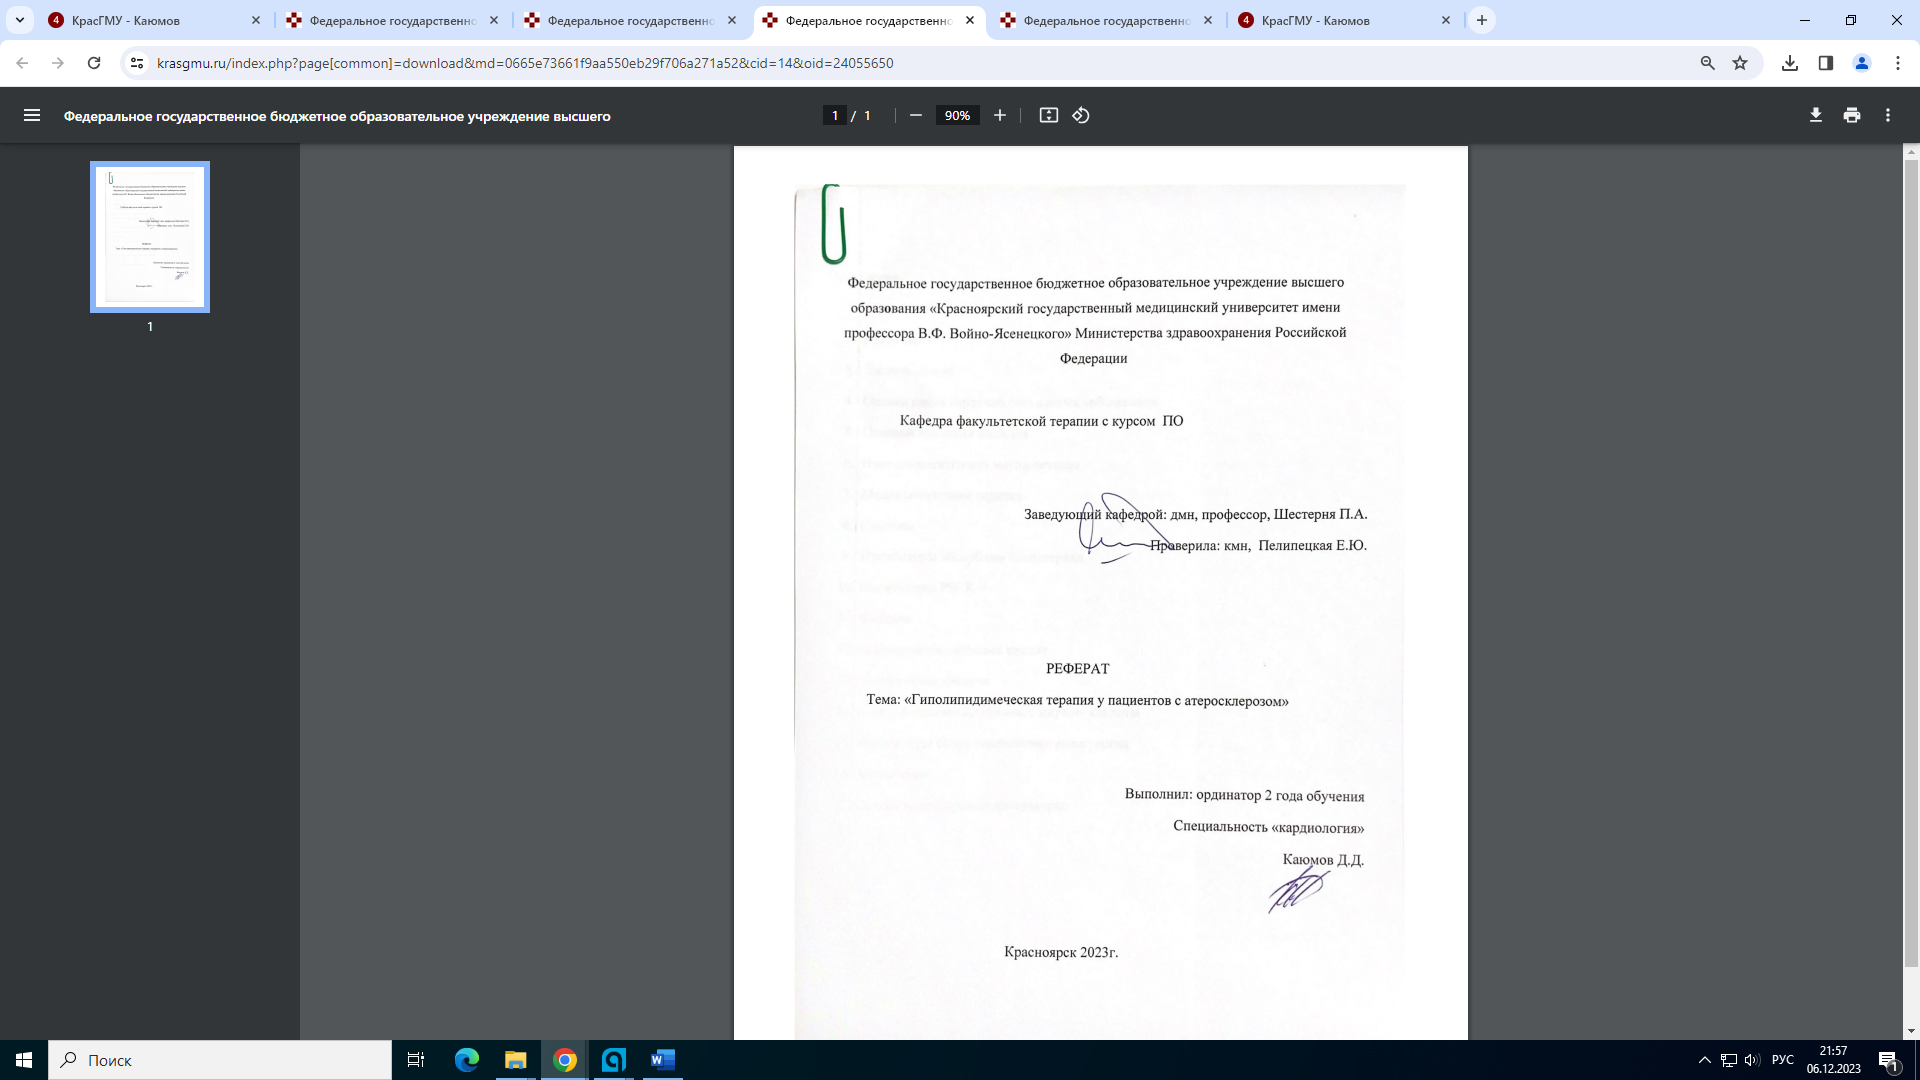 КрасГМУ - Каюмов
Федеральное государственно
Федеральное государственно
Федеральное государственно
Федеральное государственно
КрасГМУ - Каюмов
krasgmu.ru/index.php?page[common]=download&md=0665e73661f9aa550eb29f706a271a52&cid=14&oid=24055650
Федеральное государственное бюджетное образовательное учреждение высшего
1 / 1
90%
1
Федеральное государственное бюджетное образовательное учреждение высшего
образования «Красноярский государственный медицинский университет имени
профессора В.Ф. Войно-Ясенецкого» Министерства здравоохранения Российской
Федерации
Кафедра факультетской терапии с курсом ПО
Заведующий кафедрой: дмн, профессор, Шестерня П.А.
Проверила: кмн, Пелипецкая Е.Ю.
РЕФЕРАТ
Тема: «Гиполипидимеческая терапия у пациентов с атеросклерозом»
Выполнил: ординатор 2 года обучения
Специальность «кардиология»
Каюмов Д.Д.
Красноярск 2023г.
Поиск
РУС
21:57
06.12.2023
1